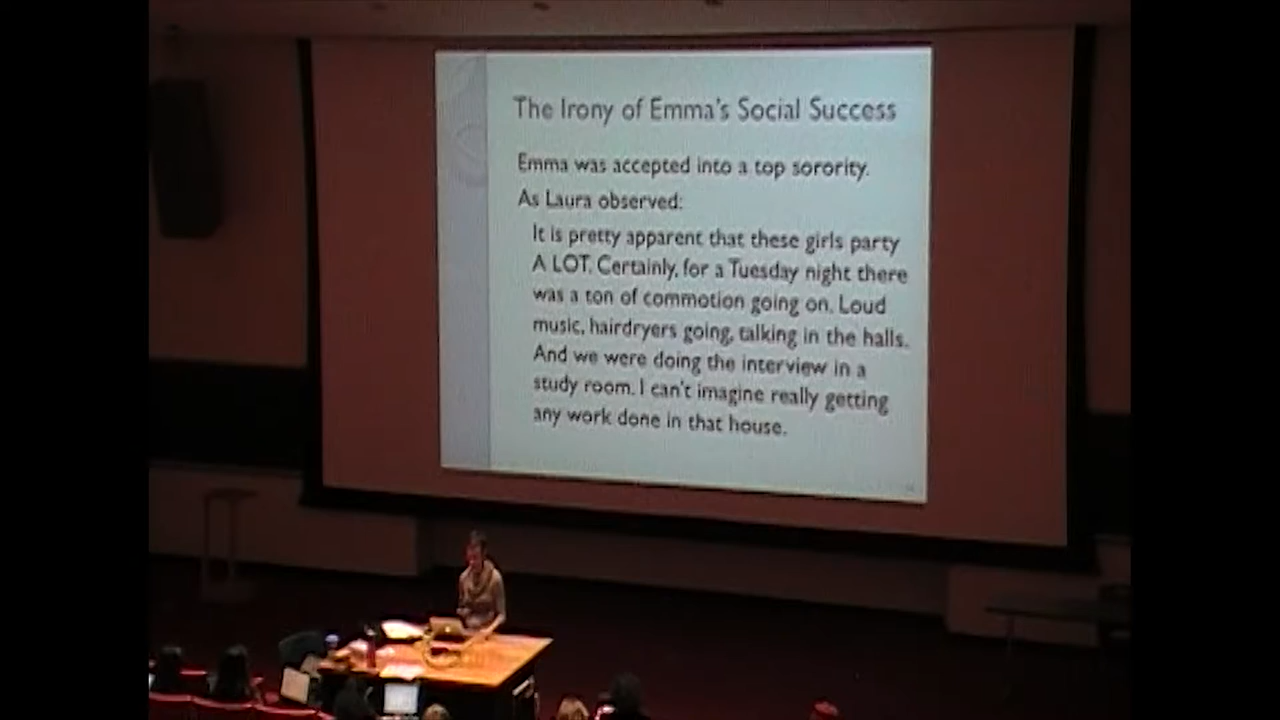 The Irony of Emma's Social Success
Emma was accepted into a top sorority.
As Laura observed:
It is pretty apparent that these girls party
A LOT. Certainly, for a Tuesday night there
was a ton of commotion going on. Loud
music, hairdryers going, talking in the halls.
And we were doing the interview in a
study room. I can't imagine really getting
any work done in that house.